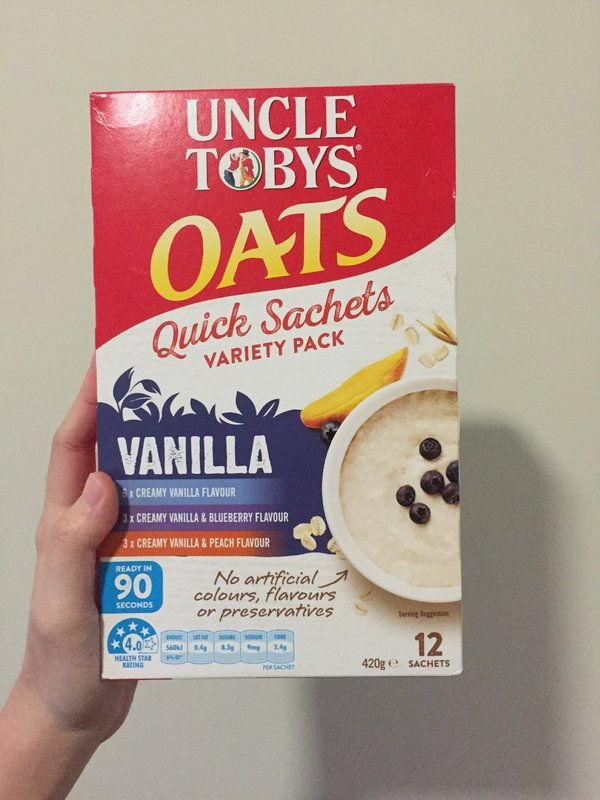 UNCLE
TOBYS®
OATS
Quick Sachets
VARIETY PACK
VANILLA
6 x CREAMY VANILLA FLAVOUR
3 x CREAMY VANILLA & BLUEBERRY FLAVOUR
3 x CREAMY VANILLA & PEACH FLAVOUR
READY IN
90
SECONDS
No artificial
colours, flavours
or preservatives
Serving Suggestion
4.0
HEALTH STAR
RATING
ENERGY
560kJ
6% DI*
SAT FAT
0.4g
SUGARS
8.3g
SODIUM
9mg
FIBRE
2.4g
PER SACHET
420g e
12
SACHETS